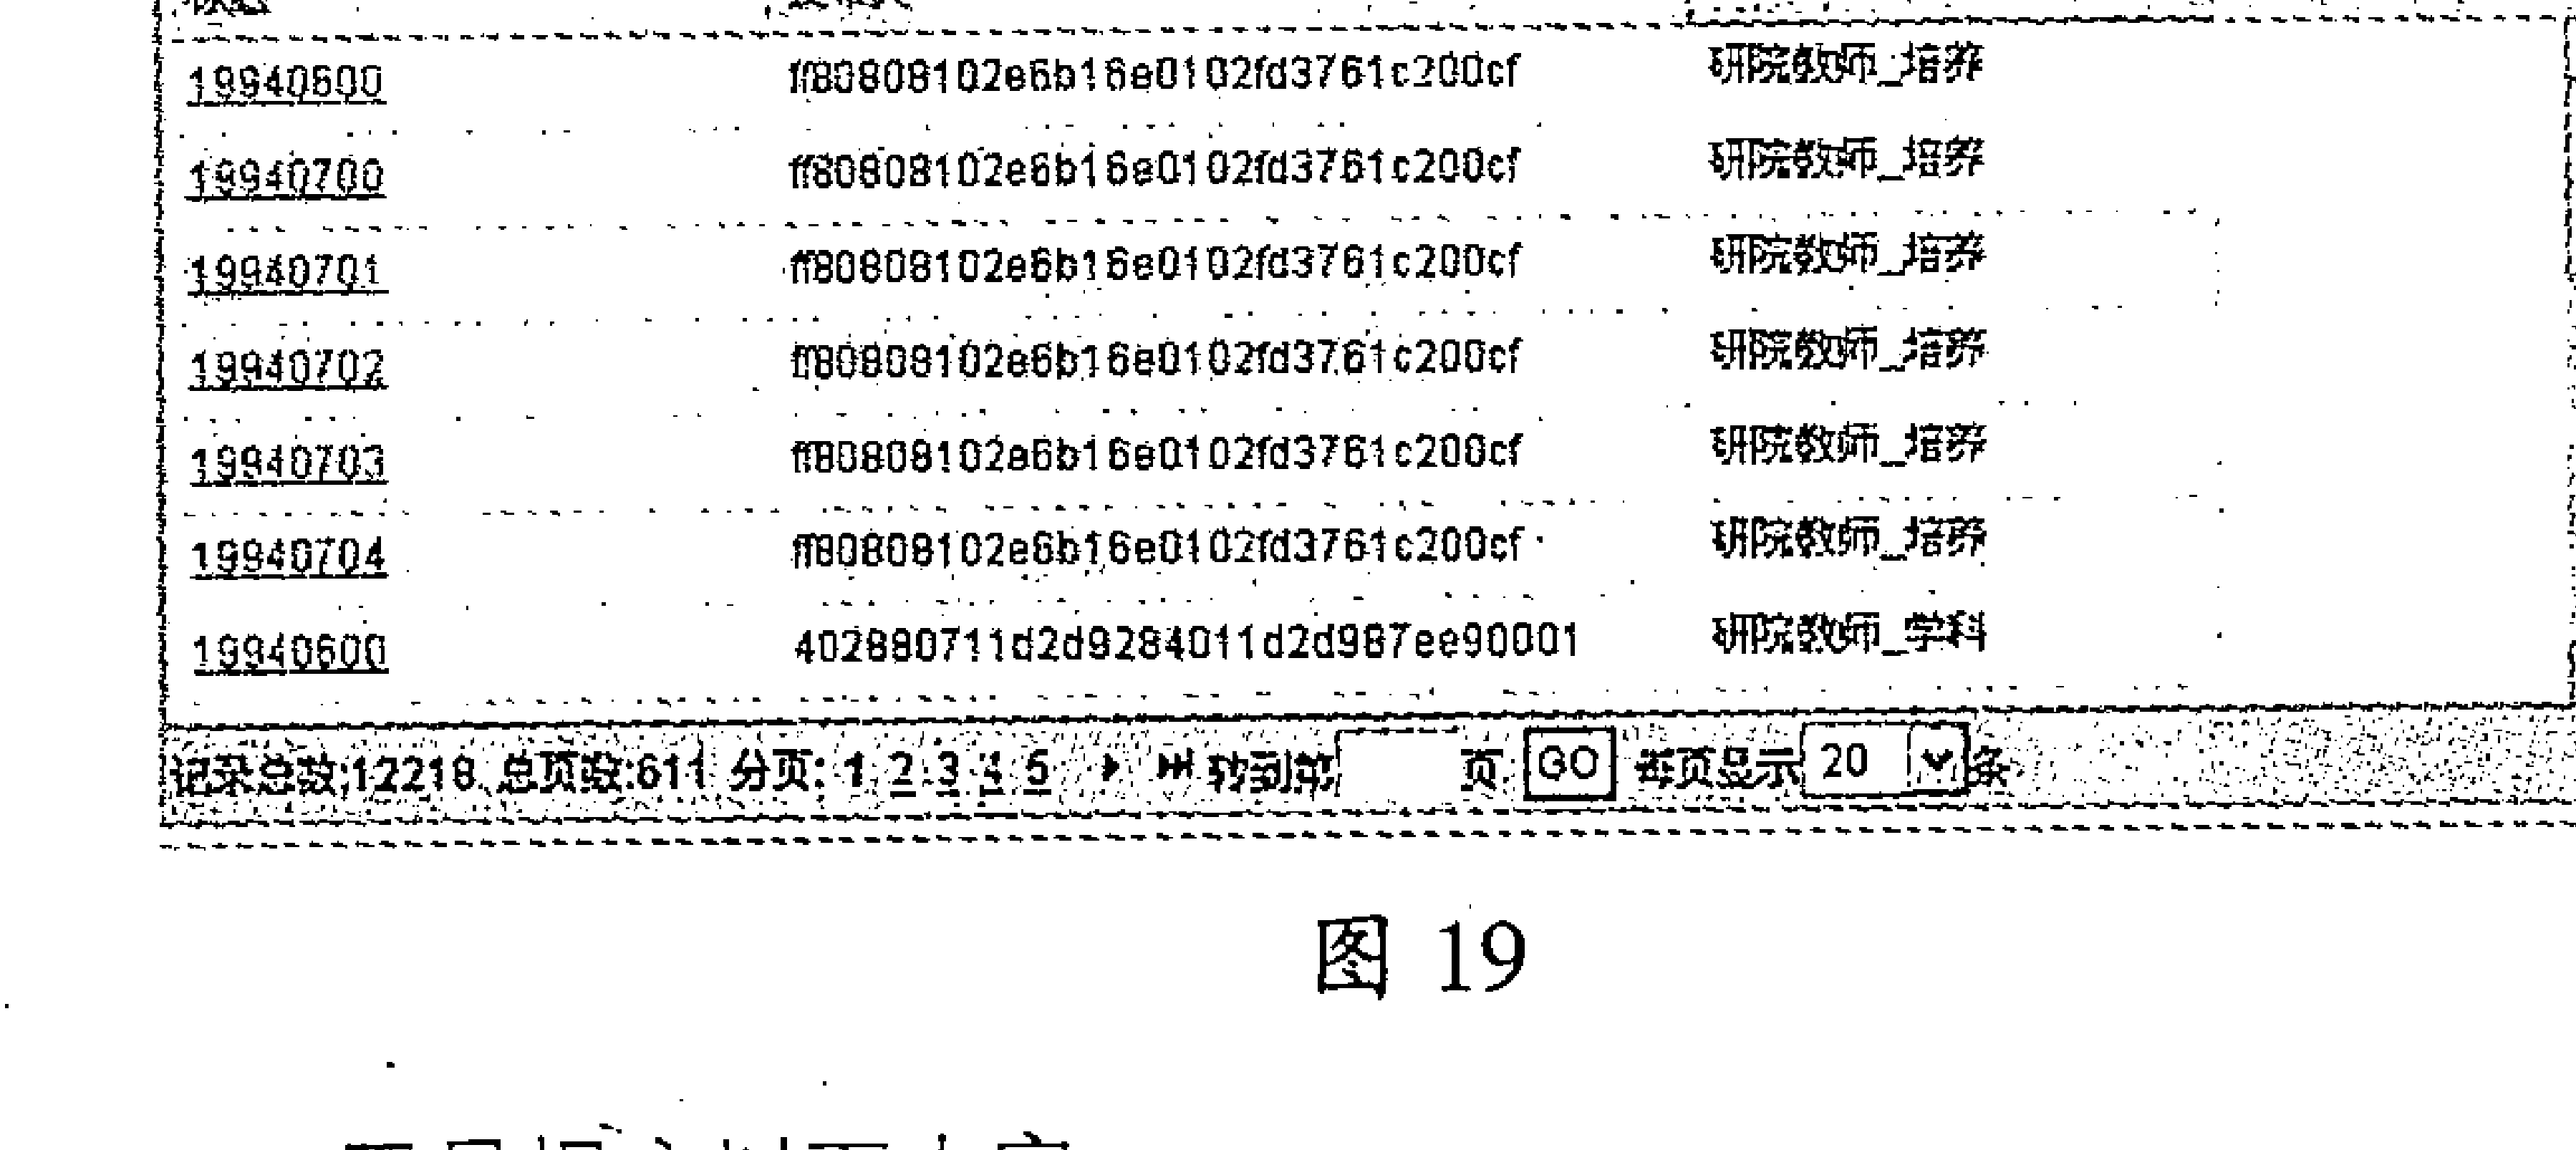 19940600 ff80808102e6b16e0102fd3761c200cf 研院教师_培养
19940700 ff80808102e6b16e0102fd3761c200cf 研院教师_培养
19940701 ff80808102e6b16e0102fd3761c200cf 研院教师_培养
19940702 ff80808102e6b16e0102fd3761c200cf 研院教师_培养
19940703 ff80808102e6b16e0102fd3761c200cf 研院教师_培养
19940704 ff80808102e6b16e0102fd3761c200cf 研院教师_培养
19940600 402880711d2d9284011d2d987ee90001 研院教师_学科
记录总数:12218 总页数:611 分页: 1 2 3 4 5 转到第 页 GO 每页显示 20 条
图 19